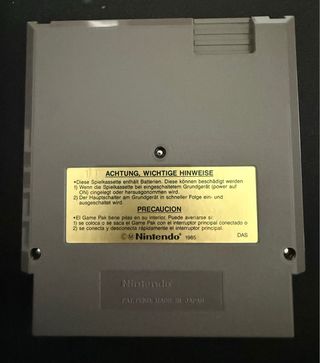 ACHTUNG, WICHTIGE HINWEISE
•Diese Spielkassette enthält Batterien. Diese können beschädigt werden:
1) Wenn die Spielkassette bei eingeschaltetem Grundgerät (power auf
ON) eingelegt oder herausgenommen wird.
2) Der Hauptschalter am Grundgerät in schneller Folge ein- und
ausgeschaltet wird.
PRECAUCION
•El Game Pak tiene pilas en su interior. Puede averiarse si:
1) se coloca o se saca el Game Pak con el interruptor principal conectado o
2) se conecta y desconecta rápidamente el interruptor principal.
©M Nintendo® 1985 DAS
Nintendo
PAT. PEND. MADE IN JAPAN